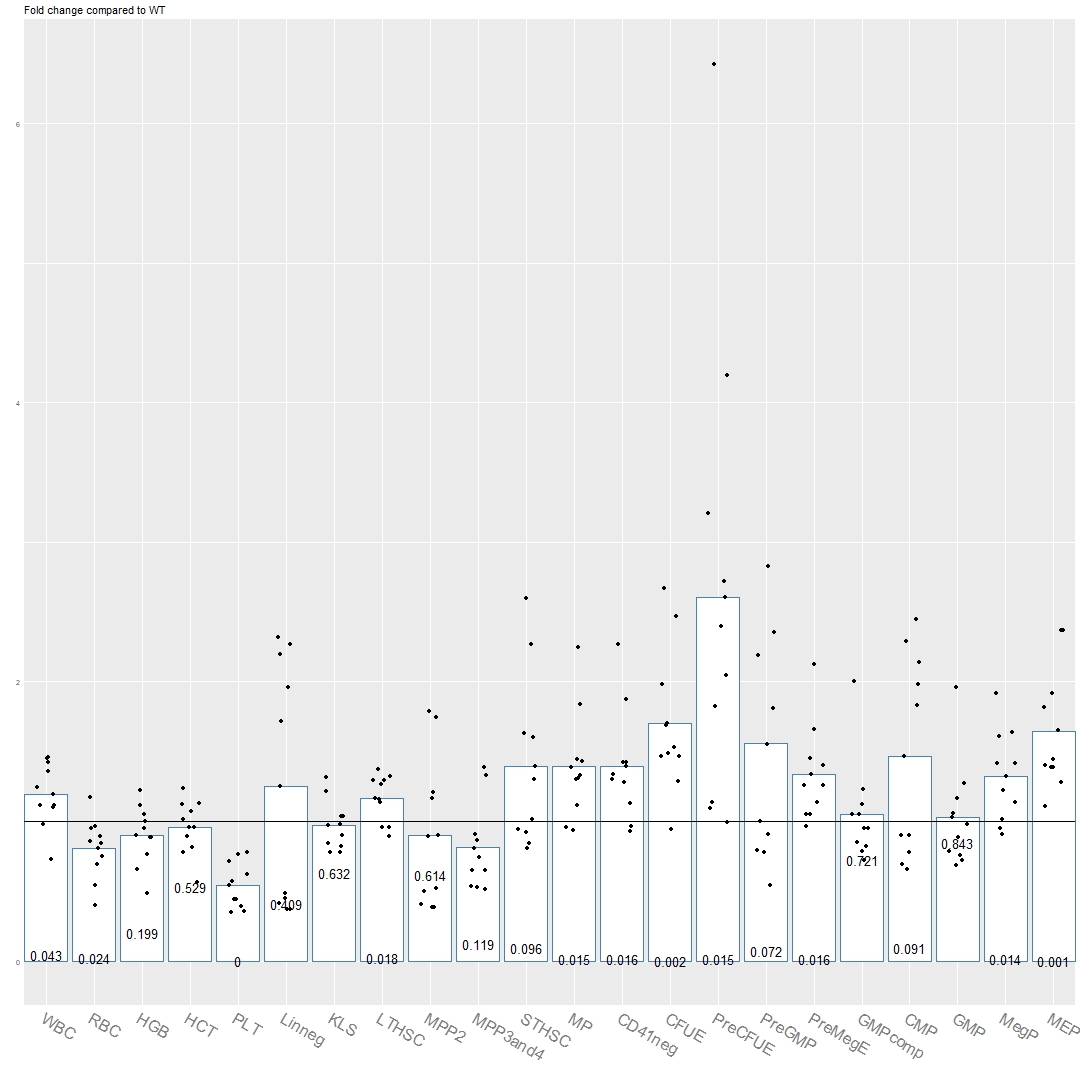 Fold change compared to WT
6
4
2
0
0.043 0.024 0.199 0.529 0 0.409 0.632 0.018 0.614 0.119 0.096 0.015 0.016 0.002 0.015 0.072 0.016 0.721 0.091 0.843 0.014 0.001
WBC RBC HGB HCT PLT Linneg KLS LTHSC MPP2 MPP3and4 STHSC MP CD41neg CFUE PreCFUE PreGMP PreMegE GMPcomp CMP GMP MegP MEP